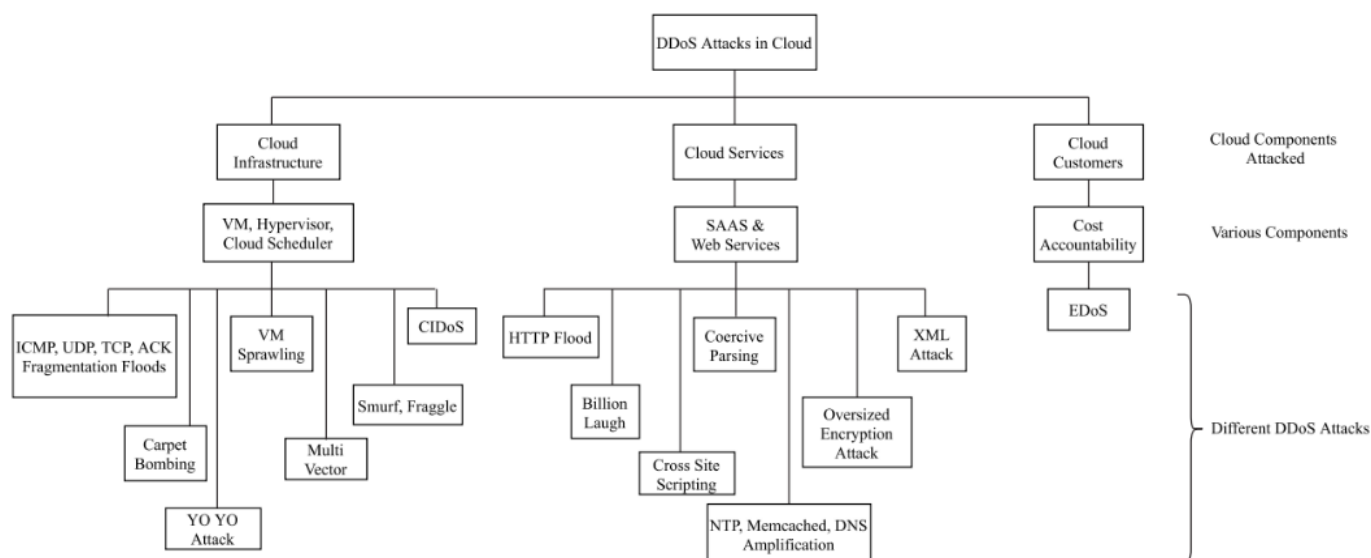 DDoS Attacks in Cloud
Cloud
Infrastructure
Cloud Services
Cloud
Customers
Cloud Components
Attacked
VM, Hypervisor,
Cloud Scheduler
SAAS &
Web Services
Cost
Accountability
Various Components
ICMP, UDP, TCP, ACK
Fragmentation Floods
Carpet
Bombing
YO YO
Attack
VM
Sprawling
Multi
Vector
Smurf, Fraggle
CIDoS
HTTP Flood
Billion
Laugh
Cross Site
Scripting
Coercive
Parsing
NTP, Memcached, DNS
Amplification
Oversized
Encryption
Attack
XML
Attack
EDoS
Different DDoS Attacks